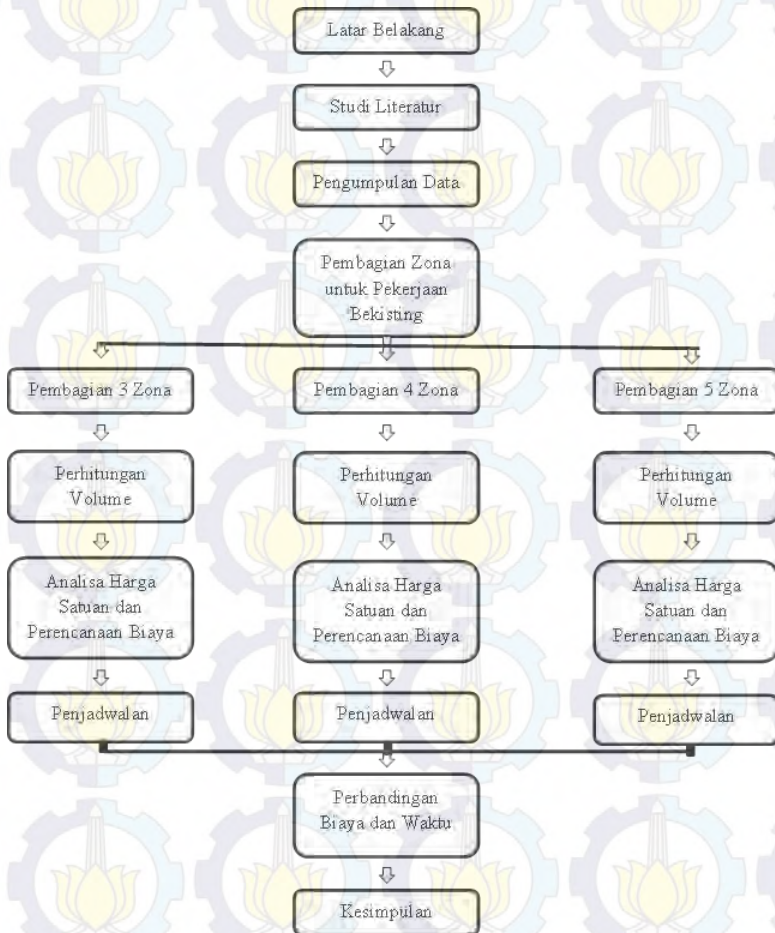 Latar Belakang
Studi Literatur
Pengumpulan Data
Pembagian Zona
untuk Pekerjaan
Bekisting
Pembagian 3 Zona
Pembagian 4 Zona
Pembagian 5 Zona
Perhitungan
Volume
Perhitungan
Volume
Perhitungan
Volume
Analisa Harga
Satuan dan
Perencanaan Biaya
Analisa Harga
Satuan dan
Perencanaan Biaya
Analisa Harga
Satuan dan
Perencanaan Biaya
Penjadwalan
Penjadwalan
Penjadwalan
Perbandingan
Biaya dan Waktu
Kesimpulan